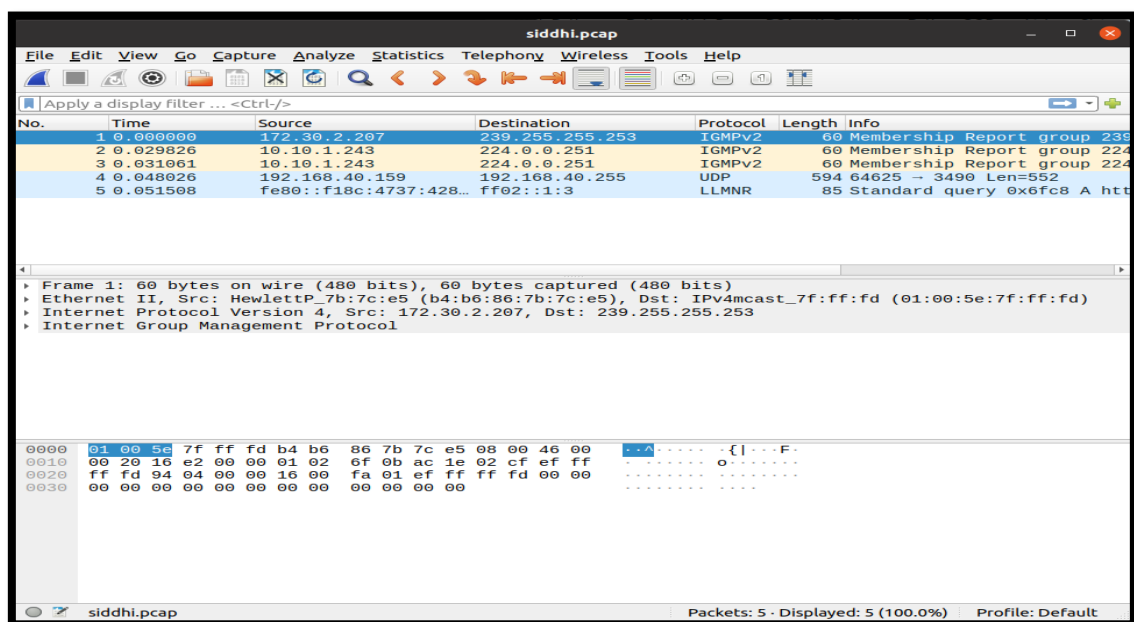 siddhi.pcap
File Edit View Go Capture Analyze Statistics Telephony Wireless Tools Help
Apply a display filter ... <Ctrl-/>
No. Time Source Destination Protocol Length Info
1 0.000000 172.30.2.207 239.255.255.253 IGMPv2 60 Membership Report group 239
2 0.029826 10.10.1.243 224.0.0.251 IGMPv2 60 Membership Report group 224
3 0.031061 10.10.1.243 224.0.0.251 IGMPv2 60 Membership Report group 224
4 0.048026 192.168.40.159 192.168.40.255 UDP 594 64625 → 3490 Len=552
5 0.051508 fe80::f18c:4737:428… ff02::1:3 LLMNR 85 Standard query 0x6fc8 A htt
Frame 1: 60 bytes on wire (480 bits), 60 bytes captured (480 bits)
Ethernet II, Src: HewlettP_7b:7c:e5 (b4:b6:86:7b:7c:e5), Dst: IPv4mcast_7f:ff:fd (01:00:5e:7f:ff:fd)
Internet Protocol Version 4, Src: 172.30.2.207, Dst: 239.255.255.253
Internet Group Management Protocol
0000 01 00 5e 7f ff fd b4 b6 86 7b 7c e5 08 00 46 00 ··^····· ·{|···F·
0010 00 20 16 e2 00 00 01 02 6f 0b ac 1e 02 cf ef ff · ······ o·······
0020 ff fd 94 04 00 00 16 00 fa 01 ef ff ff fd 00 00 ········ ········
0030 00 00 00 00 00 00 00 00 00 00 00 00 ········ ····
siddhi.pcap Packets: 5 · Displayed: 5 (100.0%) Profile: Default